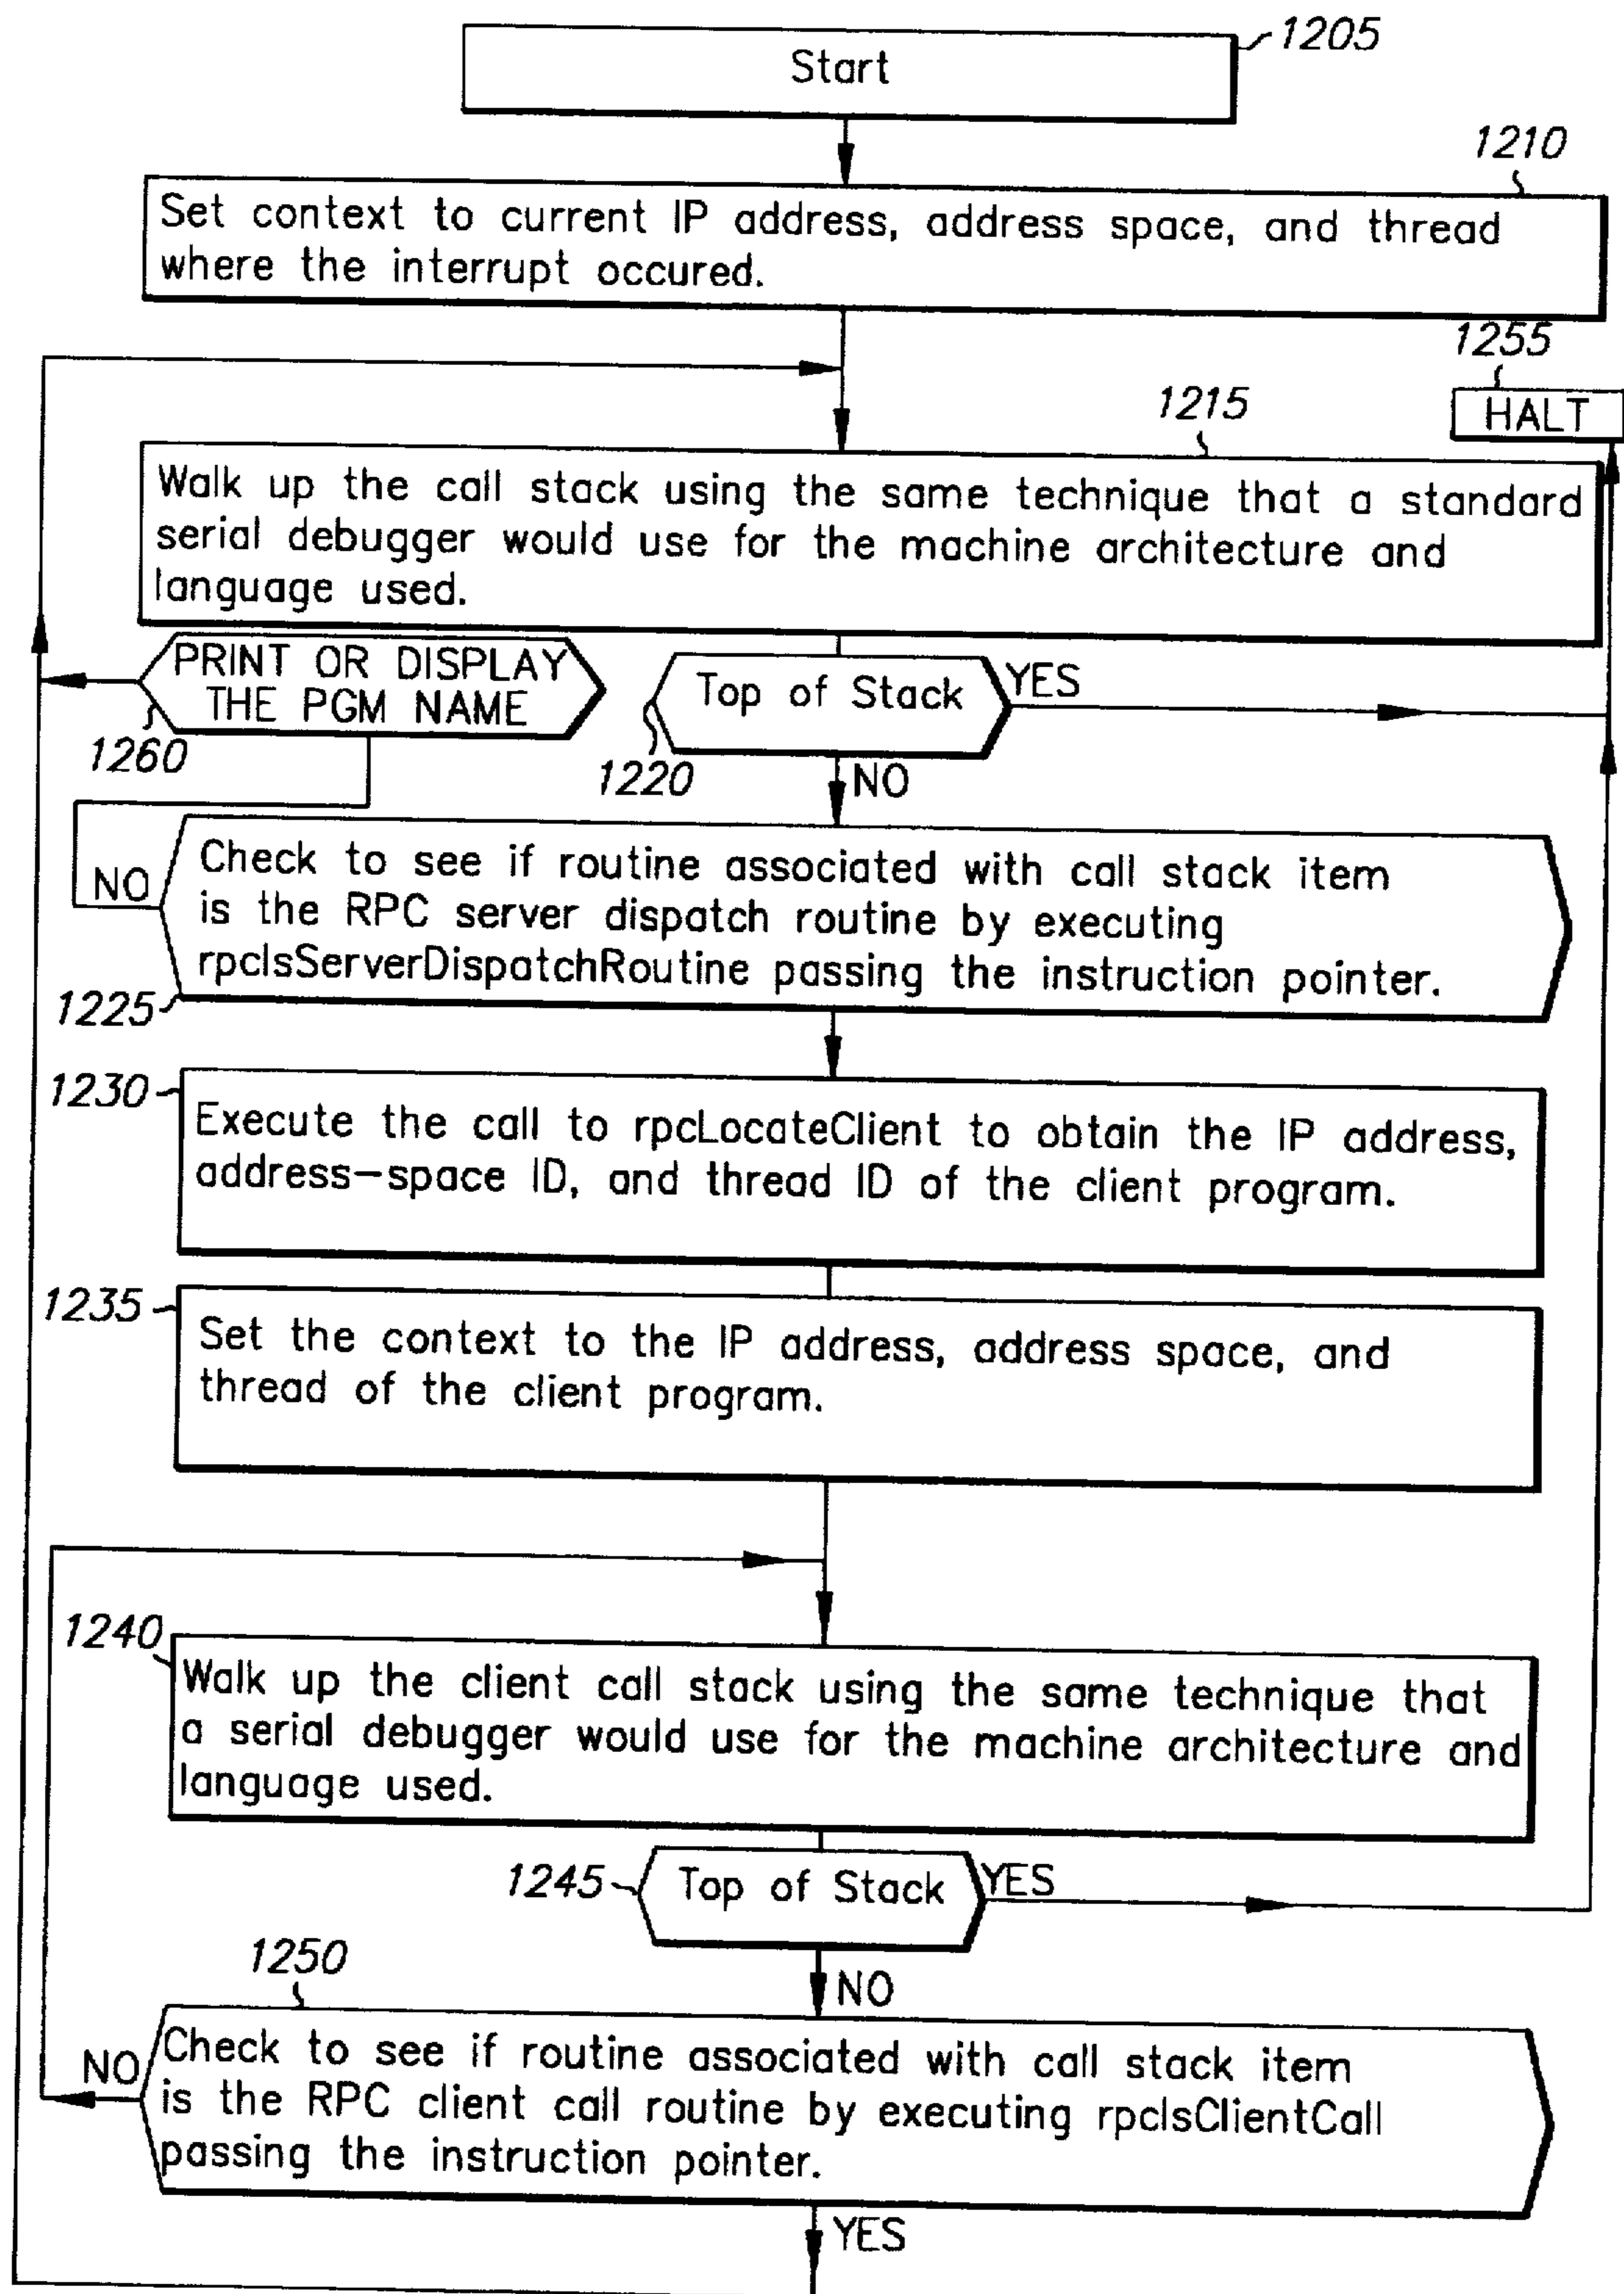 1205
Start
1210
Set context to current IP address, address space, and thread
where the interrupt occured.
1255
HALT
1215
Walk up the call stack using the same technique that a standard
serial debugger would use for the machine architecture and
language used.
PRINT OR DISPLAY
THE PGM NAME
1260
Top of Stack
YES
1220
NO
NO
Check to see if routine associated with call stack item
is the RPC server dispatch routine by executing
rpcIsServerDispatchRoutine passing the instruction pointer.
1225
1230
Execute the call to rpcLocateClient to obtain the IP address,
address-space ID, and thread ID of the client program.
1235
Set the context to the IP address, address space, and
thread of the client program.
1240
Walk up the client call stack using the same technique that
a serial debugger would use for the machine architecture and
language used.
1245
Top of Stack
YES
1250
NO
NO
Check to see if routine associated with call stack item
is the RPC client call routine by executing rpcIsClientCall
passing the instruction pointer.
YES